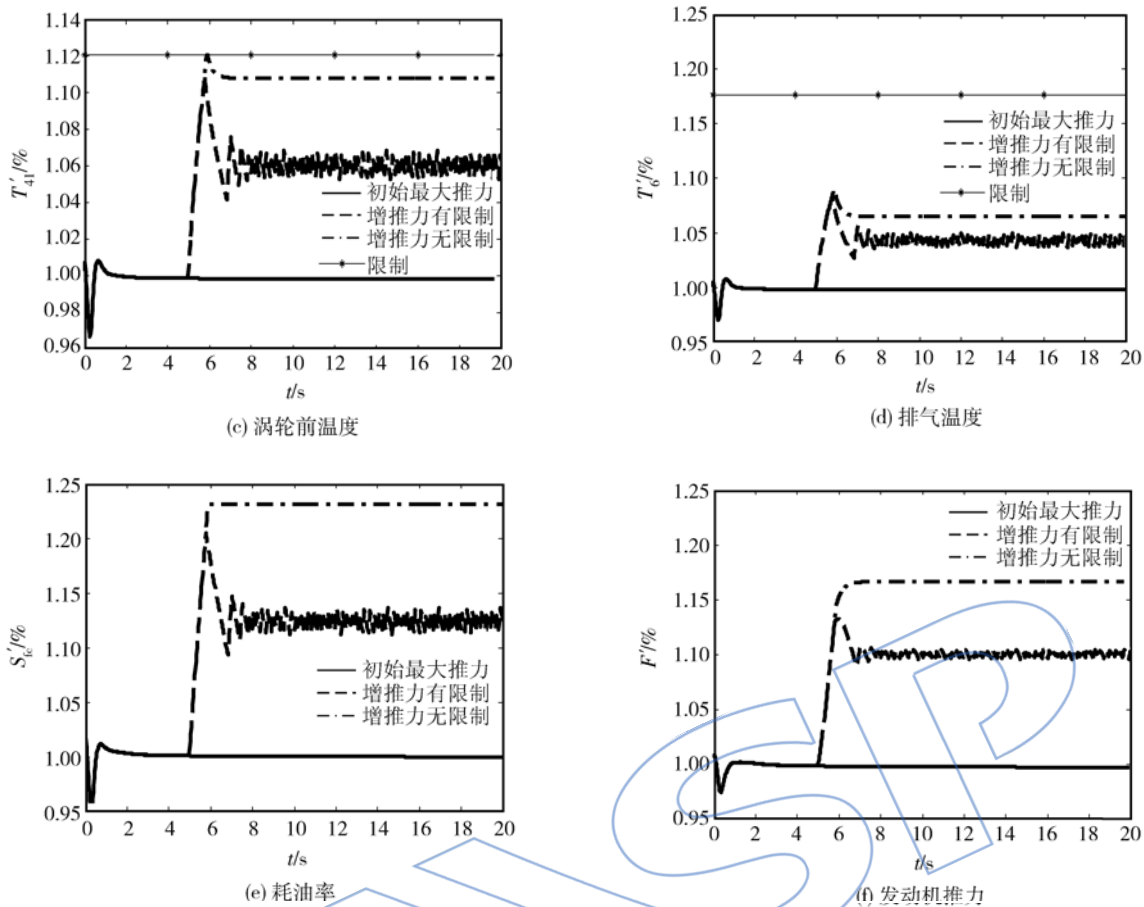 1.14
1.12
1.10
1.08
1.06
1.04
1.02
1.00
0.98
0.96
T₄₁′/%
0 2 4 6 8 10 12 14 16 18 20
t/s
初始最大推力
增推力有限制
增推力无限制
限制
(c) 涡轮前温度
1.25
1.20
1.15
1.10
1.05
1.00
0.95
T₆′/%
0 2 4 6 8 10 12 14 16 18 20
t/s
初始最大推力
增推力有限制
增推力无限制
限制
(d) 排气温度
1.25
1.20
1.15
1.10
1.05
1.00
0.95
S′fc/%
0 2 4 6 8 10 12 14 16 18 20
t/s
初始最大推力
增推力有限制
增推力无限制
(e) 耗油率
1.25
1.20
1.15
1.10
1.05
1.00
0.95
F′/%
0 2 4 6 8 10 12 14 16 18 20
t/s
初始最大推力
增推力有限制
增推力无限制
(f) 发动机推力